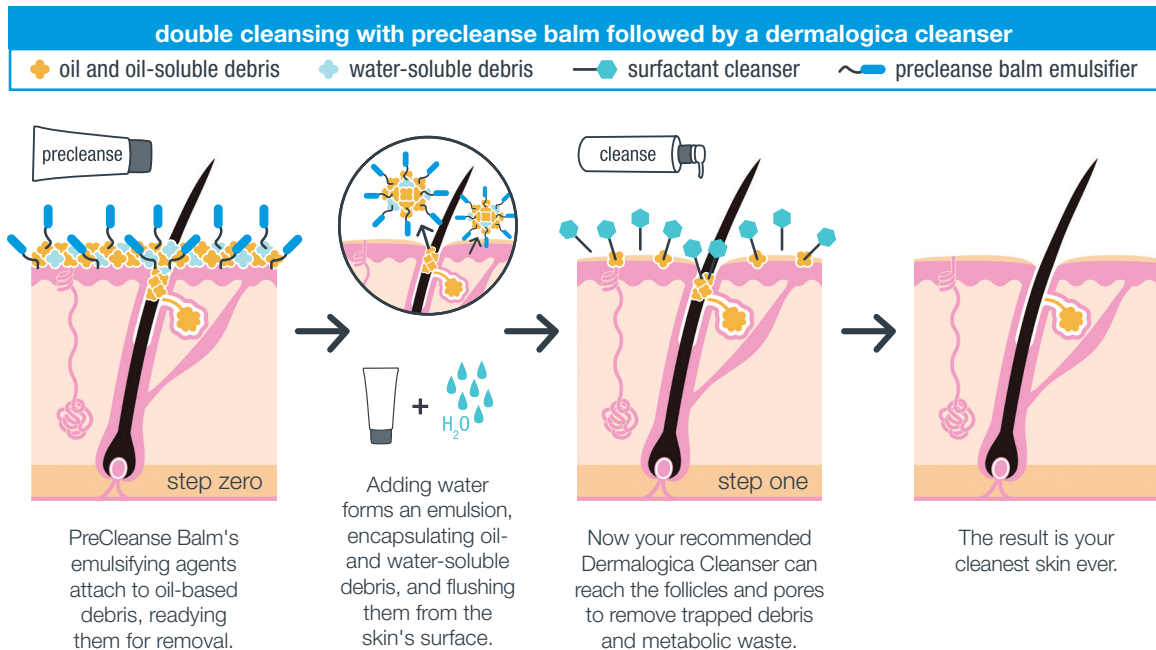 double cleansing with precleanse balm followed by a dermalogica cleanser
oil and oil-soluble debris
water-soluble debris
surfactant cleanser
precleanse balm emulsifier
precleanse
step zero
PreCleanse Balm's
emulsifying agents
attach to oil-based
debris, readying
them for removal.
+
H₂O
Adding water
forms an emulsion,
encapsulating oil-
and water-soluble
debris, and flushing
them from the
skin's surface.
cleanse
step one
Now your recommended
Dermalogica Cleanser can
reach the follicles and pores
to remove trapped debris
and metabolic waste.
The result is your
cleanest skin ever.